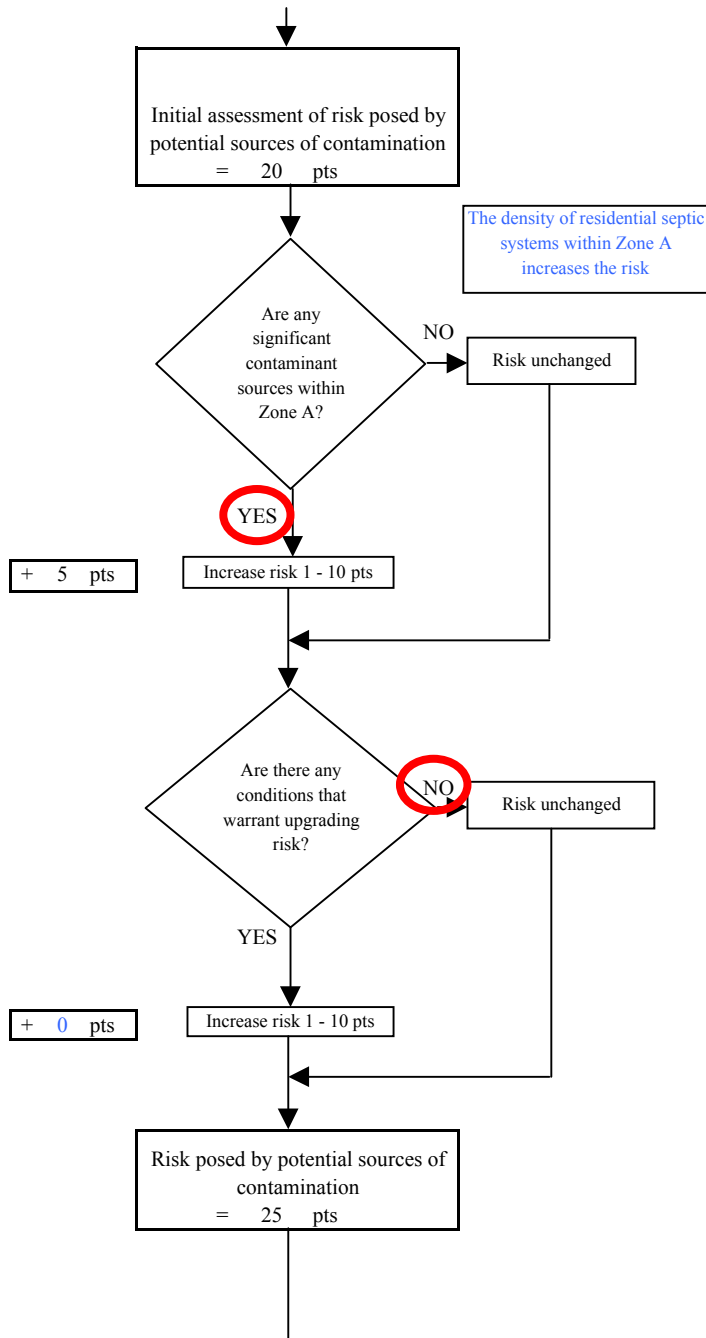 Initial assessment of risk posed by
potential sources of contamination
= 20 pts
The density of residential septic
systems within Zone A
increases the risk
Are any
significant
contaminant
sources within
Zone A?
NO
Risk unchanged
YES
+ 5 pts
Increase risk 1 - 10 pts
Are there any
conditions that
warrant upgrading
risk?
NO
Risk unchanged
YES
+ 0 pts
Increase risk 1 - 10 pts
Risk posed by potential sources of
contamination
= 25 pts